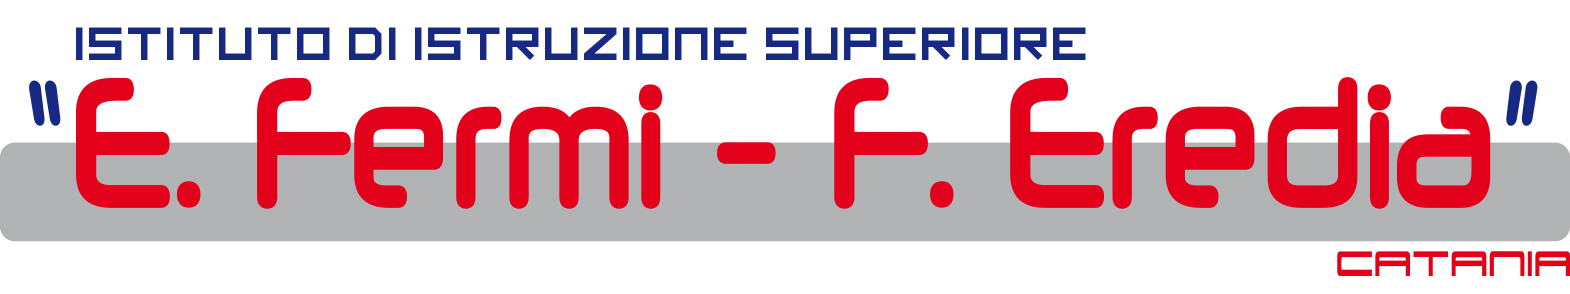 ISTITUTO DI ISTRUZIONE SUPERIORE
"E. Fermi - F. Eredia"
CATANIA